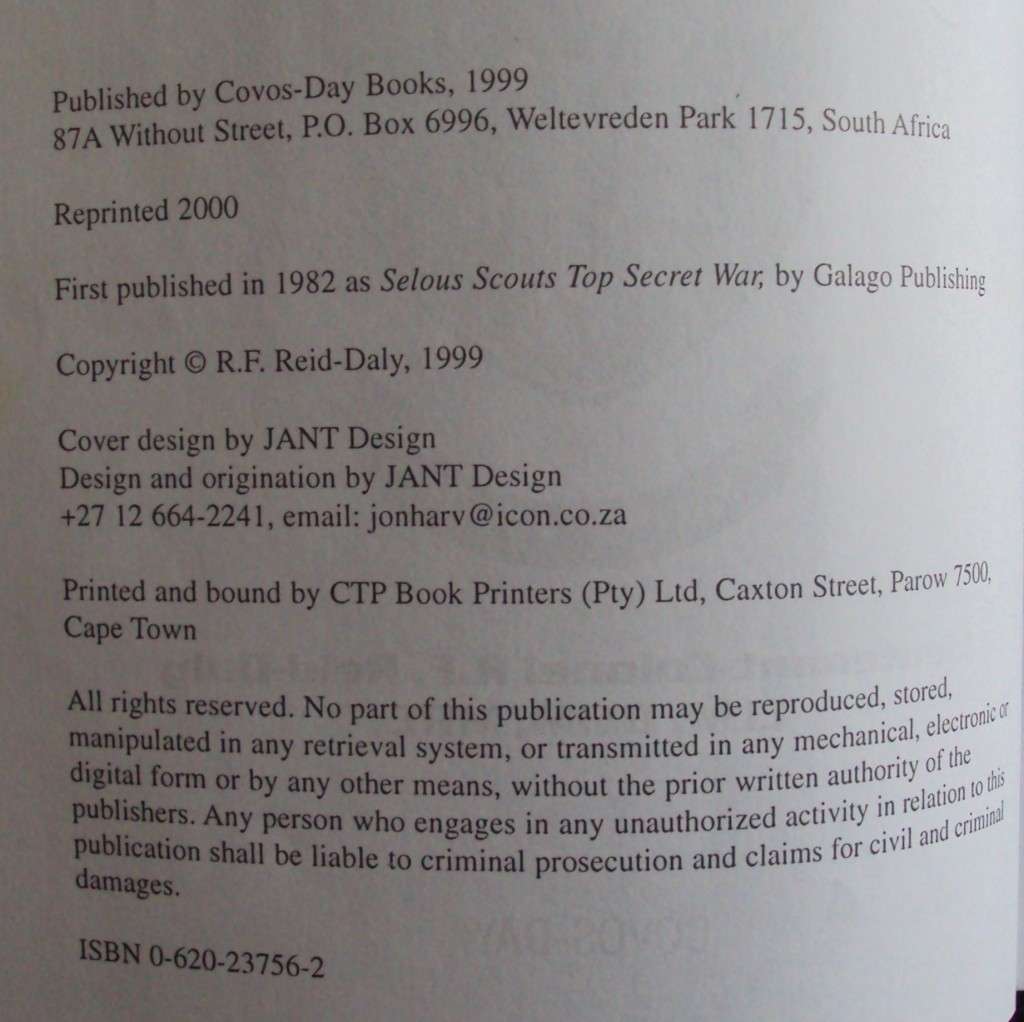 Published by Covos-Day Books, 1999
87A Without Street, P.O. Box 6996, Weltevreden Park 1715, South Africa
Reprinted 2000
First published in 1982 as Selous Scouts Top Secret War, by Galago Publishing
Copyright © R.F. Reid-Daly, 1999
Cover design by JANT Design
Design and origination by JANT Design
+27 12 664-2241, email: jonharv@icon.co.za
Printed and bound by CTP Book Printers (Pty) Ltd, Caxton Street, Parow 7500,
Cape Town
All rights reserved. No part of this publication may be reproduced, stored,
manipulated in any retrieval system, or transmitted in any mechanical, electronic or
digital form or by any other means, without the prior written authority of the
publishers. Any person who engages in any unauthorized activity in relation to this
publication shall be liable to criminal prosecution and claims for civil and criminal
damages.
ISBN 0-620-23756-2